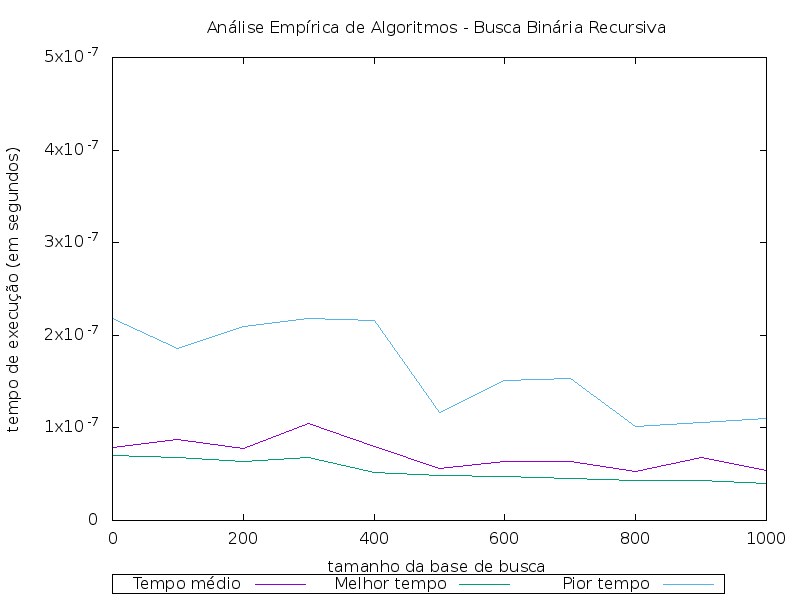 Análise Empírica de Algoritmos - Busca Binária Recursiva
5x10⁻⁷
4x10⁻⁷
3x10⁻⁷
2x10⁻⁷
1x10⁻⁷
0
tempo de execução (em segundos)
0 200 400 600 800 1000
tamanho da base de busca
Tempo médio Melhor tempo Pior tempo